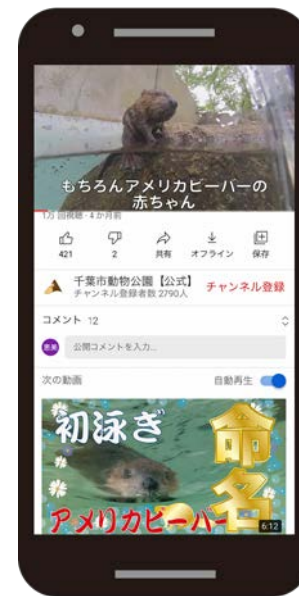 もちろんアメリカビーバーの
赤ちゃん
1万 回視聴・4 か月前
421
2
共有
オフライン
保存
千葉市動物公園【公式】
チャンネル登録者数 2790人
チャンネル登録
コメント 12
恵美
公開コメントを入力...
次の動画
自動再生
初泳ぎ
命名
アメリカビーバー
6:12